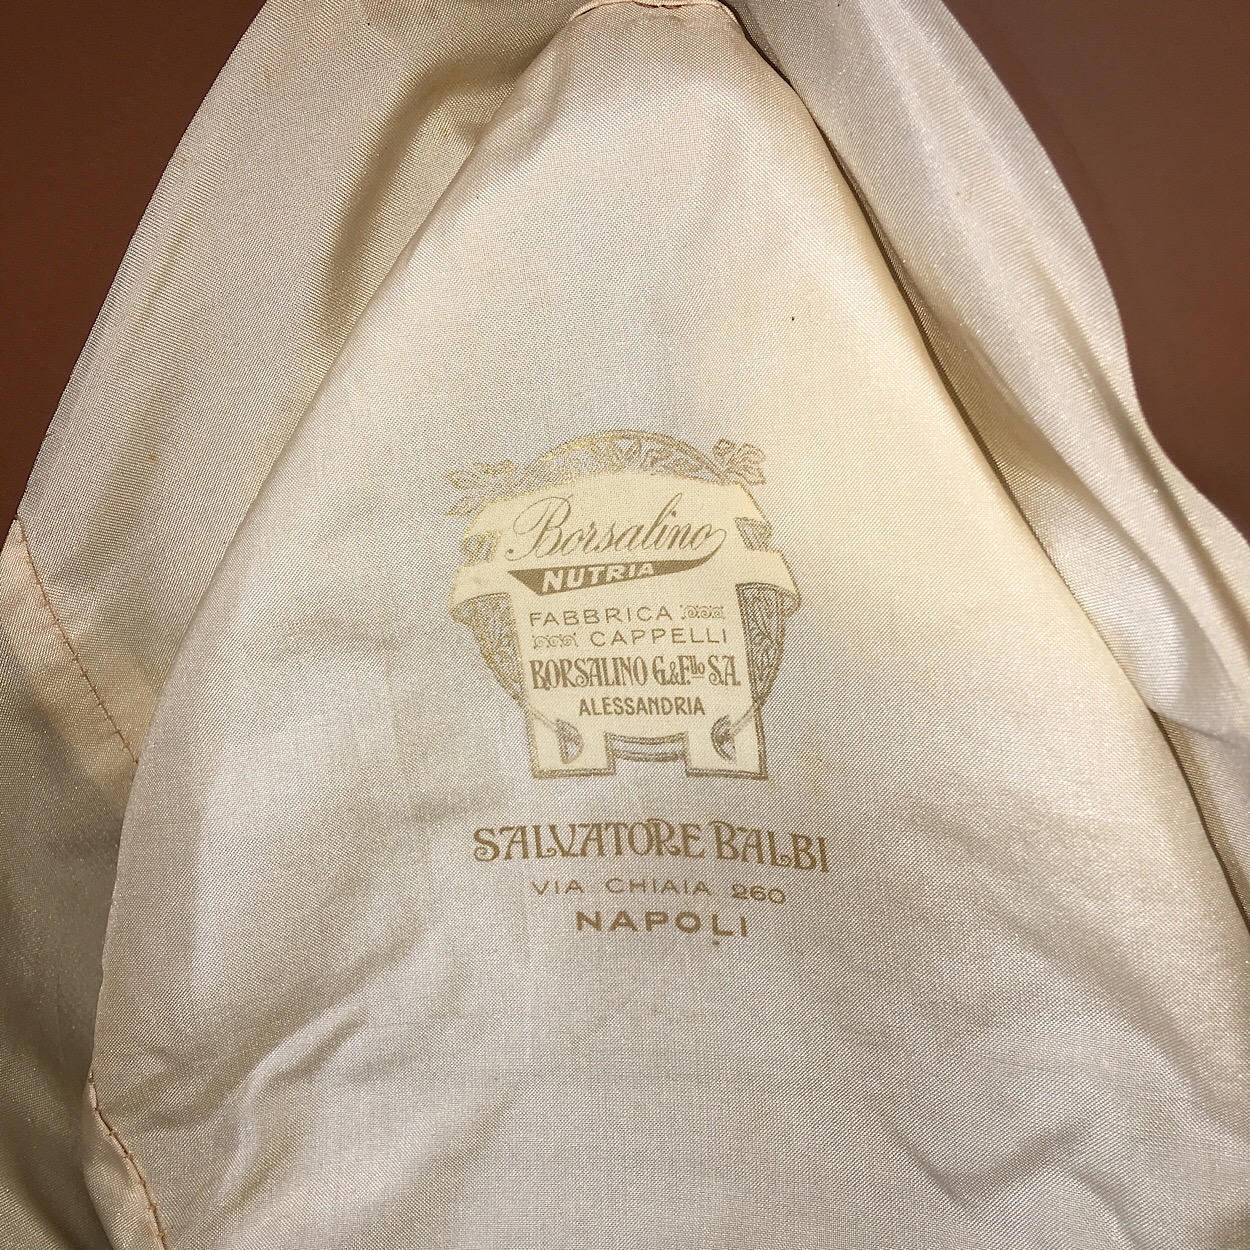 Borsalino
NUTRIA
FABBRICA
CAPPELLI
BORSALINO G.&F.llo S.A.
ALESSANDRIA
SALVATORE BALBI
VIA CHIAIA 260
NAPOLI